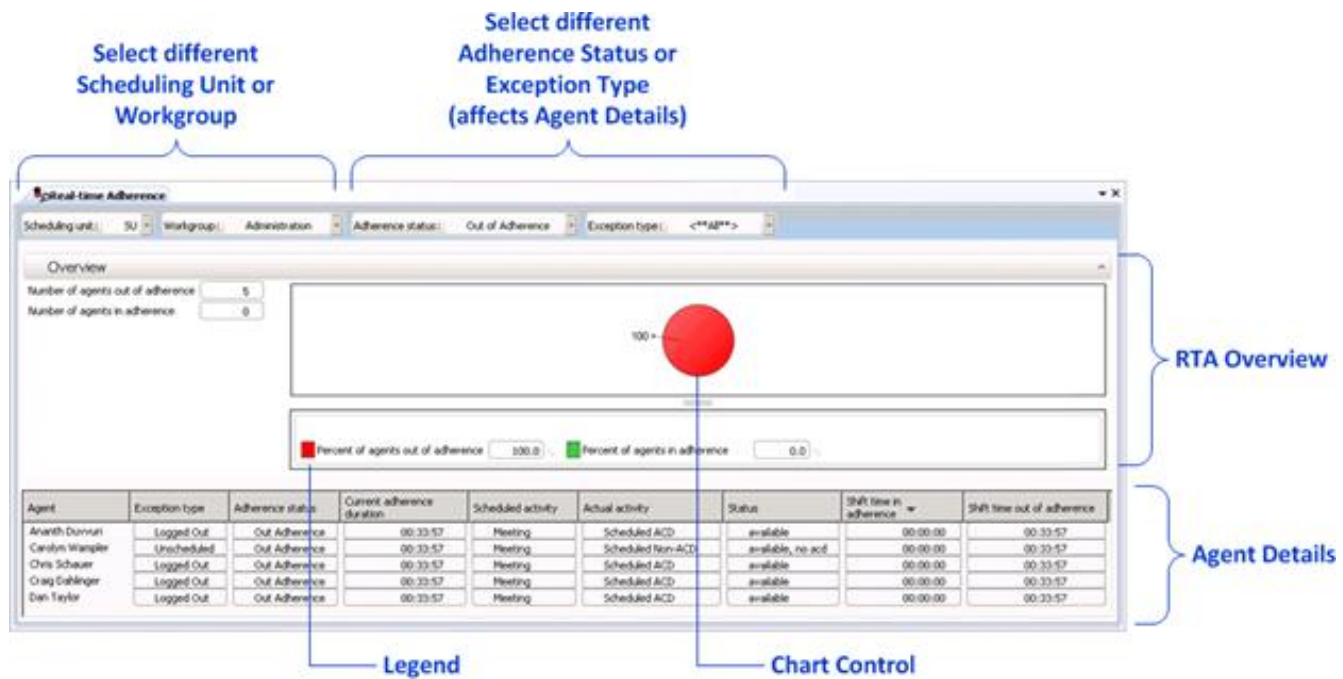 Select different
Scheduling Unit or
Workgroup
Select different
Adherence Status or
Exception Type
(affects Agent Details)
Real-time Adherence
Scheduling unit: SU Workgroup: Administration Adherence status: Out of Adherence Exception type: <**All**>
Overview
Number of agents out of adherence 5
Number of agents in adherence 0
100
RTA Overview
Percent of agents out of adherence 100.0 Percent of agents in adherence 0.0
Agent Exception type Adherence status Current adherence duration Scheduled activity Actual activity Status Shift time in adherence Shift time out of adherence
Ananth Duvvuri Logged Out Out Adherence 00:33:57 Meeting Scheduled ACD available 00:00:00 00:33:57
Carolyn Wampler Unscheduled Out Adherence 00:33:57 Meeting Scheduled Non-ACD available, no acd 00:00:00 00:33:57
Chris Schauer Logged Out Out Adherence 00:33:57 Meeting Scheduled ACD available 00:00:00 00:33:57
Craig Dahlinger Logged Out Out Adherence 00:33:57 Meeting Scheduled ACD available 00:00:00 00:33:57
Dan Taylor Logged Out Out Adherence 00:33:57 Meeting Scheduled ACD available 00:00:00 00:33:57
Agent Details
Legend
Chart Control